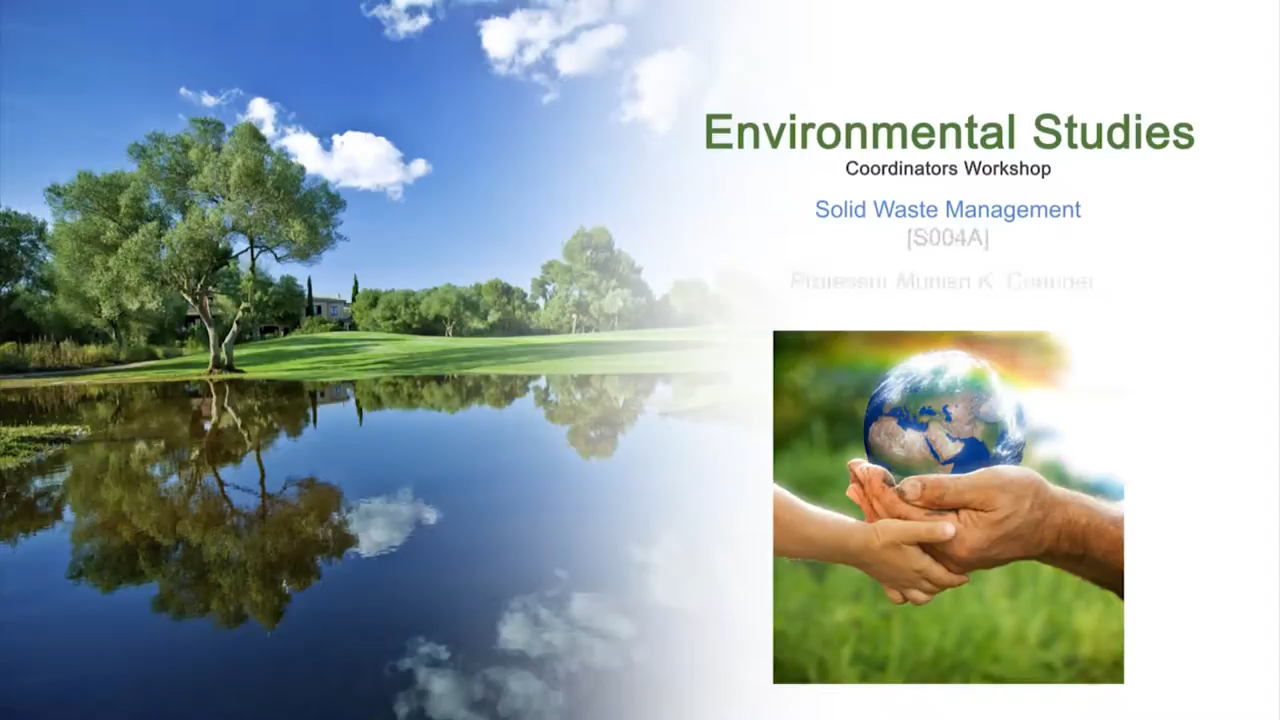 Environmental Studies
Coordinators Workshop
Solid Waste Management
[S004A]
K.